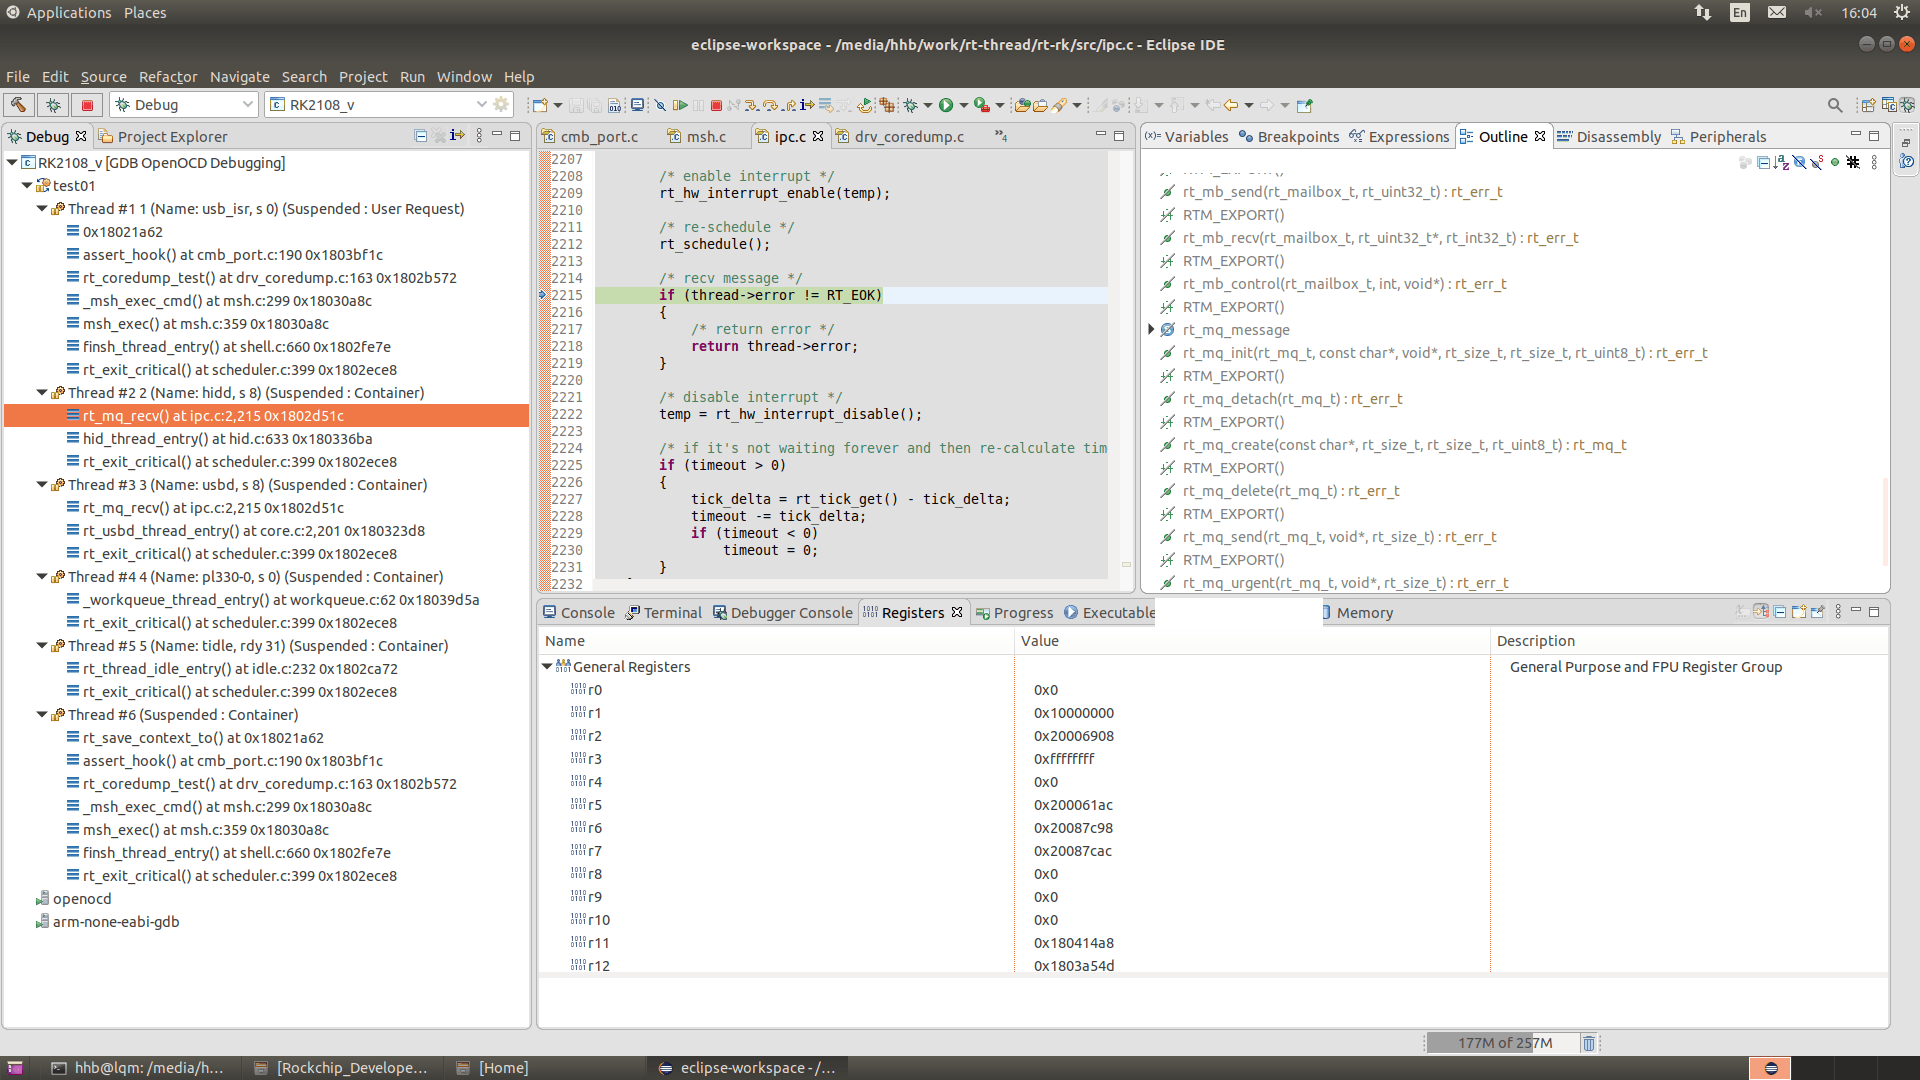 Applications Places En 16:04
eclipse-workspace - /media/hhb/work/rt-thread/rt-rk/src/ipc.c - Eclipse IDE
File Edit Source Refactor Navigate Search Project Run Window Help
Debug RK2108_v
Debug Project Explorer
RK2108_v [GDB OpenOCD Debugging]
test01
Thread #1 1 (Name: usb_isr, s 0) (Suspended : User Request)
0x18021a62
assert_hook() at cmb_port.c:190 0x1803bf1c
rt_coredump_test() at drv_coredump.c:163 0x1802b572
_msh_exec_cmd() at msh.c:299 0x18030a8c
msh_exec() at msh.c:359 0x18030a8c
finsh_thread_entry() at shell.c:660 0x1802fe7e
rt_exit_critical() at scheduler.c:399 0x1802ece8
Thread #2 2 (Name: hidd, s 8) (Suspended : Container)
rt_mq_recv() at ipc.c:2,215 0x1802d51c
hid_thread_entry() at hid.c:633 0x180336ba
rt_exit_critical() at scheduler.c:399 0x1802ece8
Thread #3 3 (Name: usbd, s 8) (Suspended : Container)
rt_mq_recv() at ipc.c:2,215 0x1802d51c
rt_usbd_thread_entry() at core.c:2,201 0x180323d8
rt_exit_critical() at scheduler.c:399 0x1802ece8
Thread #4 4 (Name: pl330-0, s 0) (Suspended : Container)
_workqueue_thread_entry() at workqueue.c:62 0x18039d5a
rt_exit_critical() at scheduler.c:399 0x1802ece8
Thread #5 5 (Name: tidle, rdy 31) (Suspended : Container)
rt_thread_idle_entry() at idle.c:232 0x1802ca72
rt_exit_critical() at scheduler.c:399 0x1802ece8
Thread #6 (Suspended : Container)
rt_save_context_to() at 0x18021a62
assert_hook() at cmb_port.c:190 0x1803bf1c
rt_coredump_test() at drv_coredump.c:163 0x1802b572
_msh_exec_cmd() at msh.c:299 0x18030a8c
msh_exec() at msh.c:359 0x18030a8c
finsh_thread_entry() at shell.c:660 0x1802fe7e
rt_exit_critical() at scheduler.c:399 0x1802ece8
openocd
arm-none-eabi-gdb
cmb_port.c msh.c ipc.c drv_coredump.c »4
2207
2208 /* enable interrupt */
2209 rt_hw_interrupt_enable(temp);
2210
2211 /* re-schedule */
2212 rt_schedule();
2213
2214 /* recv message */
2215 if (thread->error != RT_EOK)
2216 {
2217 /* return error */
2218 return thread->error;
2219 }
2220
2221 /* disable interrupt */
2222 temp = rt_hw_interrupt_disable();
2223
2224 /* if it's not waiting forever and then re-calculate tim
2225 if (timeout > 0)
2226 {
2227 tick_delta = rt_tick_get() - tick_delta;
2228 timeout -= tick_delta;
2229 if (timeout < 0)
2230 timeout = 0;
2231 }
2232
(x)= Variables Breakpoints Expressions Outline Disassembly Peripherals
rt_mb_send(rt_mailbox_t, rt_uint32_t) : rt_err_t
RTM_EXPORT()
rt_mb_recv(rt_mailbox_t, rt_uint32_t*, rt_int32_t) : rt_err_t
RTM_EXPORT()
rt_mb_control(rt_mailbox_t, int, void*) : rt_err_t
RTM_EXPORT()
rt_mq_message
rt_mq_init(rt_mq_t, const char*, void*, rt_size_t, rt_size_t, rt_uint8_t) : rt_err_t
RTM_EXPORT()
rt_mq_detach(rt_mq_t) : rt_err_t
RTM_EXPORT()
rt_mq_create(const char*, rt_size_t, rt_size_t, rt_uint8_t) : rt_mq_t
RTM_EXPORT()
rt_mq_delete(rt_mq_t) : rt_err_t
RTM_EXPORT()
rt_mq_send(rt_mq_t, void*, rt_size_t) : rt_err_t
RTM_EXPORT()
rt_mq_urgent(rt_mq_t, void*, rt_size_t) : rt_err_t
Console Terminal Debugger Console Registers Progress Executable Memory
Name Value Description
General Registers General Purpose and FPU Register Group
r0 0x0
r1 0x10000000
r2 0x20006908
r3 0xffffffff
r4 0x0
r5 0x200061ac
r6 0x20087c98
r7 0x20087cac
r8 0x0
r9 0x0
r10 0x0
r11 0x180414a8
r12 0x1803a54d
177M of 257M
hhb@lqm: /media/h... [Rockchip_Develope... [Home] eclipse-workspace - /...